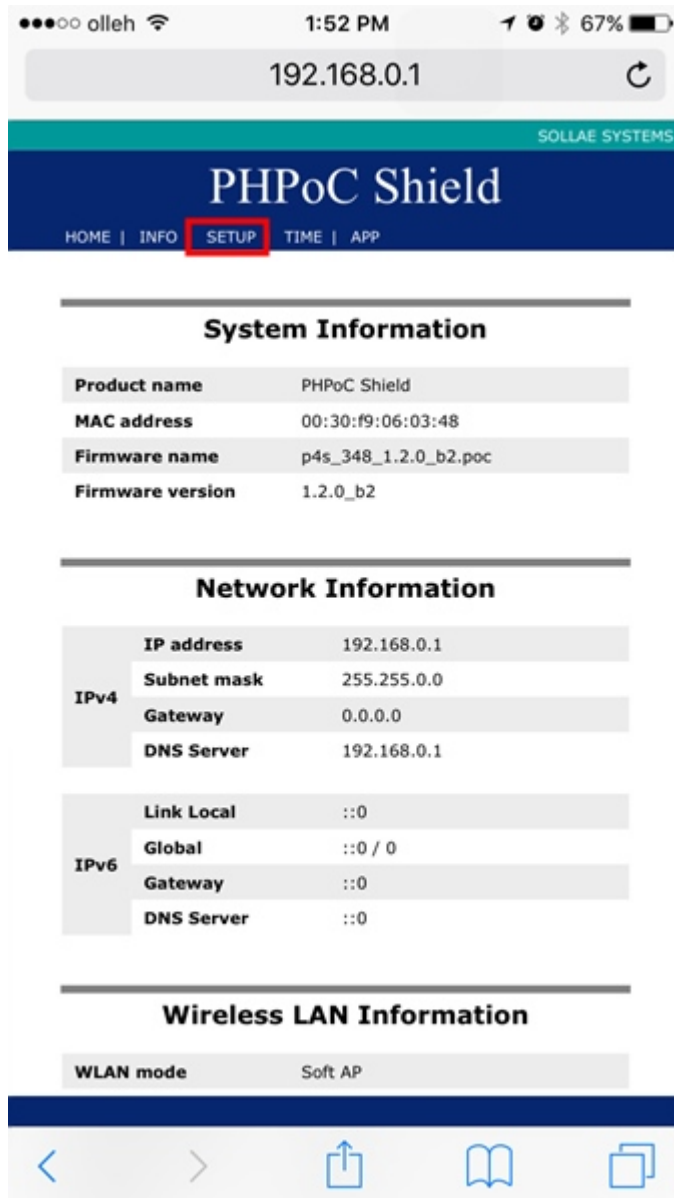 olleh 1:52 PM 67%
192.168.0.1
SOLLAE SYSTEMS
PHPoC Shield
HOME | INFO SETUP TIME | APP
System Information
Product name PHPoC Shield
MAC address 00:30:f9:06:03:48
Firmware name p4s_348_1.2.0_b2.poc
Firmware version 1.2.0_b2
Network Information
IPv4
IP address 192.168.0.1
Subnet mask 255.255.0.0
Gateway 0.0.0.0
DNS Server 192.168.0.1
IPv6
Link Local ::0
Global ::0 / 0
Gateway ::0
DNS Server ::0
Wireless LAN Information
WLAN mode Soft AP